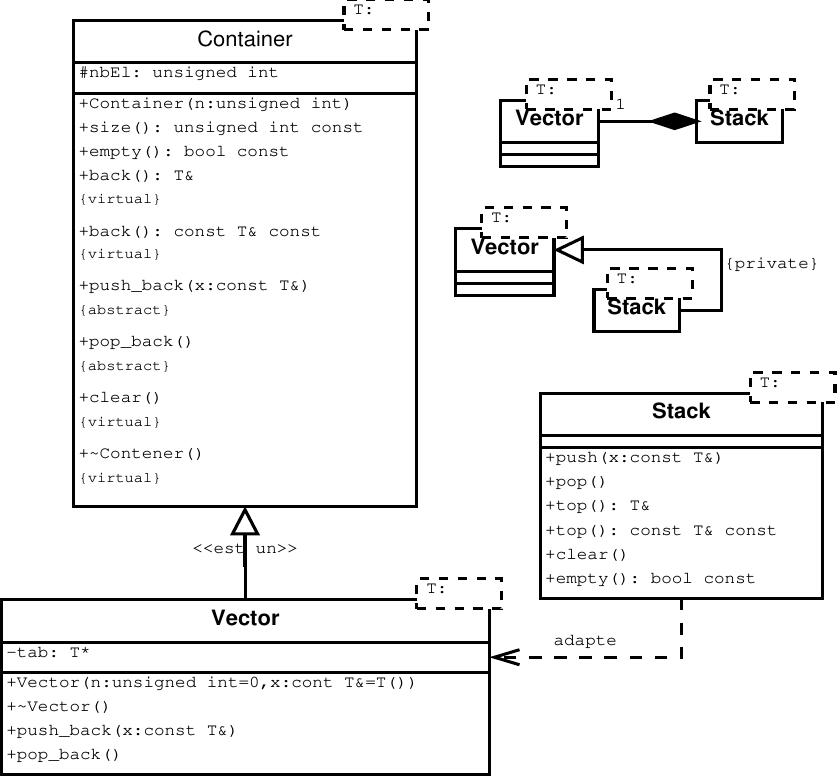 T:
Container
#nbEl: unsigned int
+Container(n:unsigned int)
+size(): unsigned int const
+empty(): bool const
+back(): T&
{virtual}
+back(): const T& const
{virtual}
+push_back(x:const T&)
{abstract}
+pop_back()
{abstract}
+clear()
{virtual}
+~Contener()
{virtual}
<<est un>>
T:
Vector
-tab: T*
+Vector(n:unsigned int=0,x:cont T&=T())
+~Vector()
+push_back(x:const T&)
+pop_back()
T:
Vector
1
T:
Stack
T:
Vector
{private}
T:
Stack
T:
Stack
+push(x:const T&)
+pop()
+top(): T&
+top(): const T& const
+clear()
+empty(): bool const
adapte